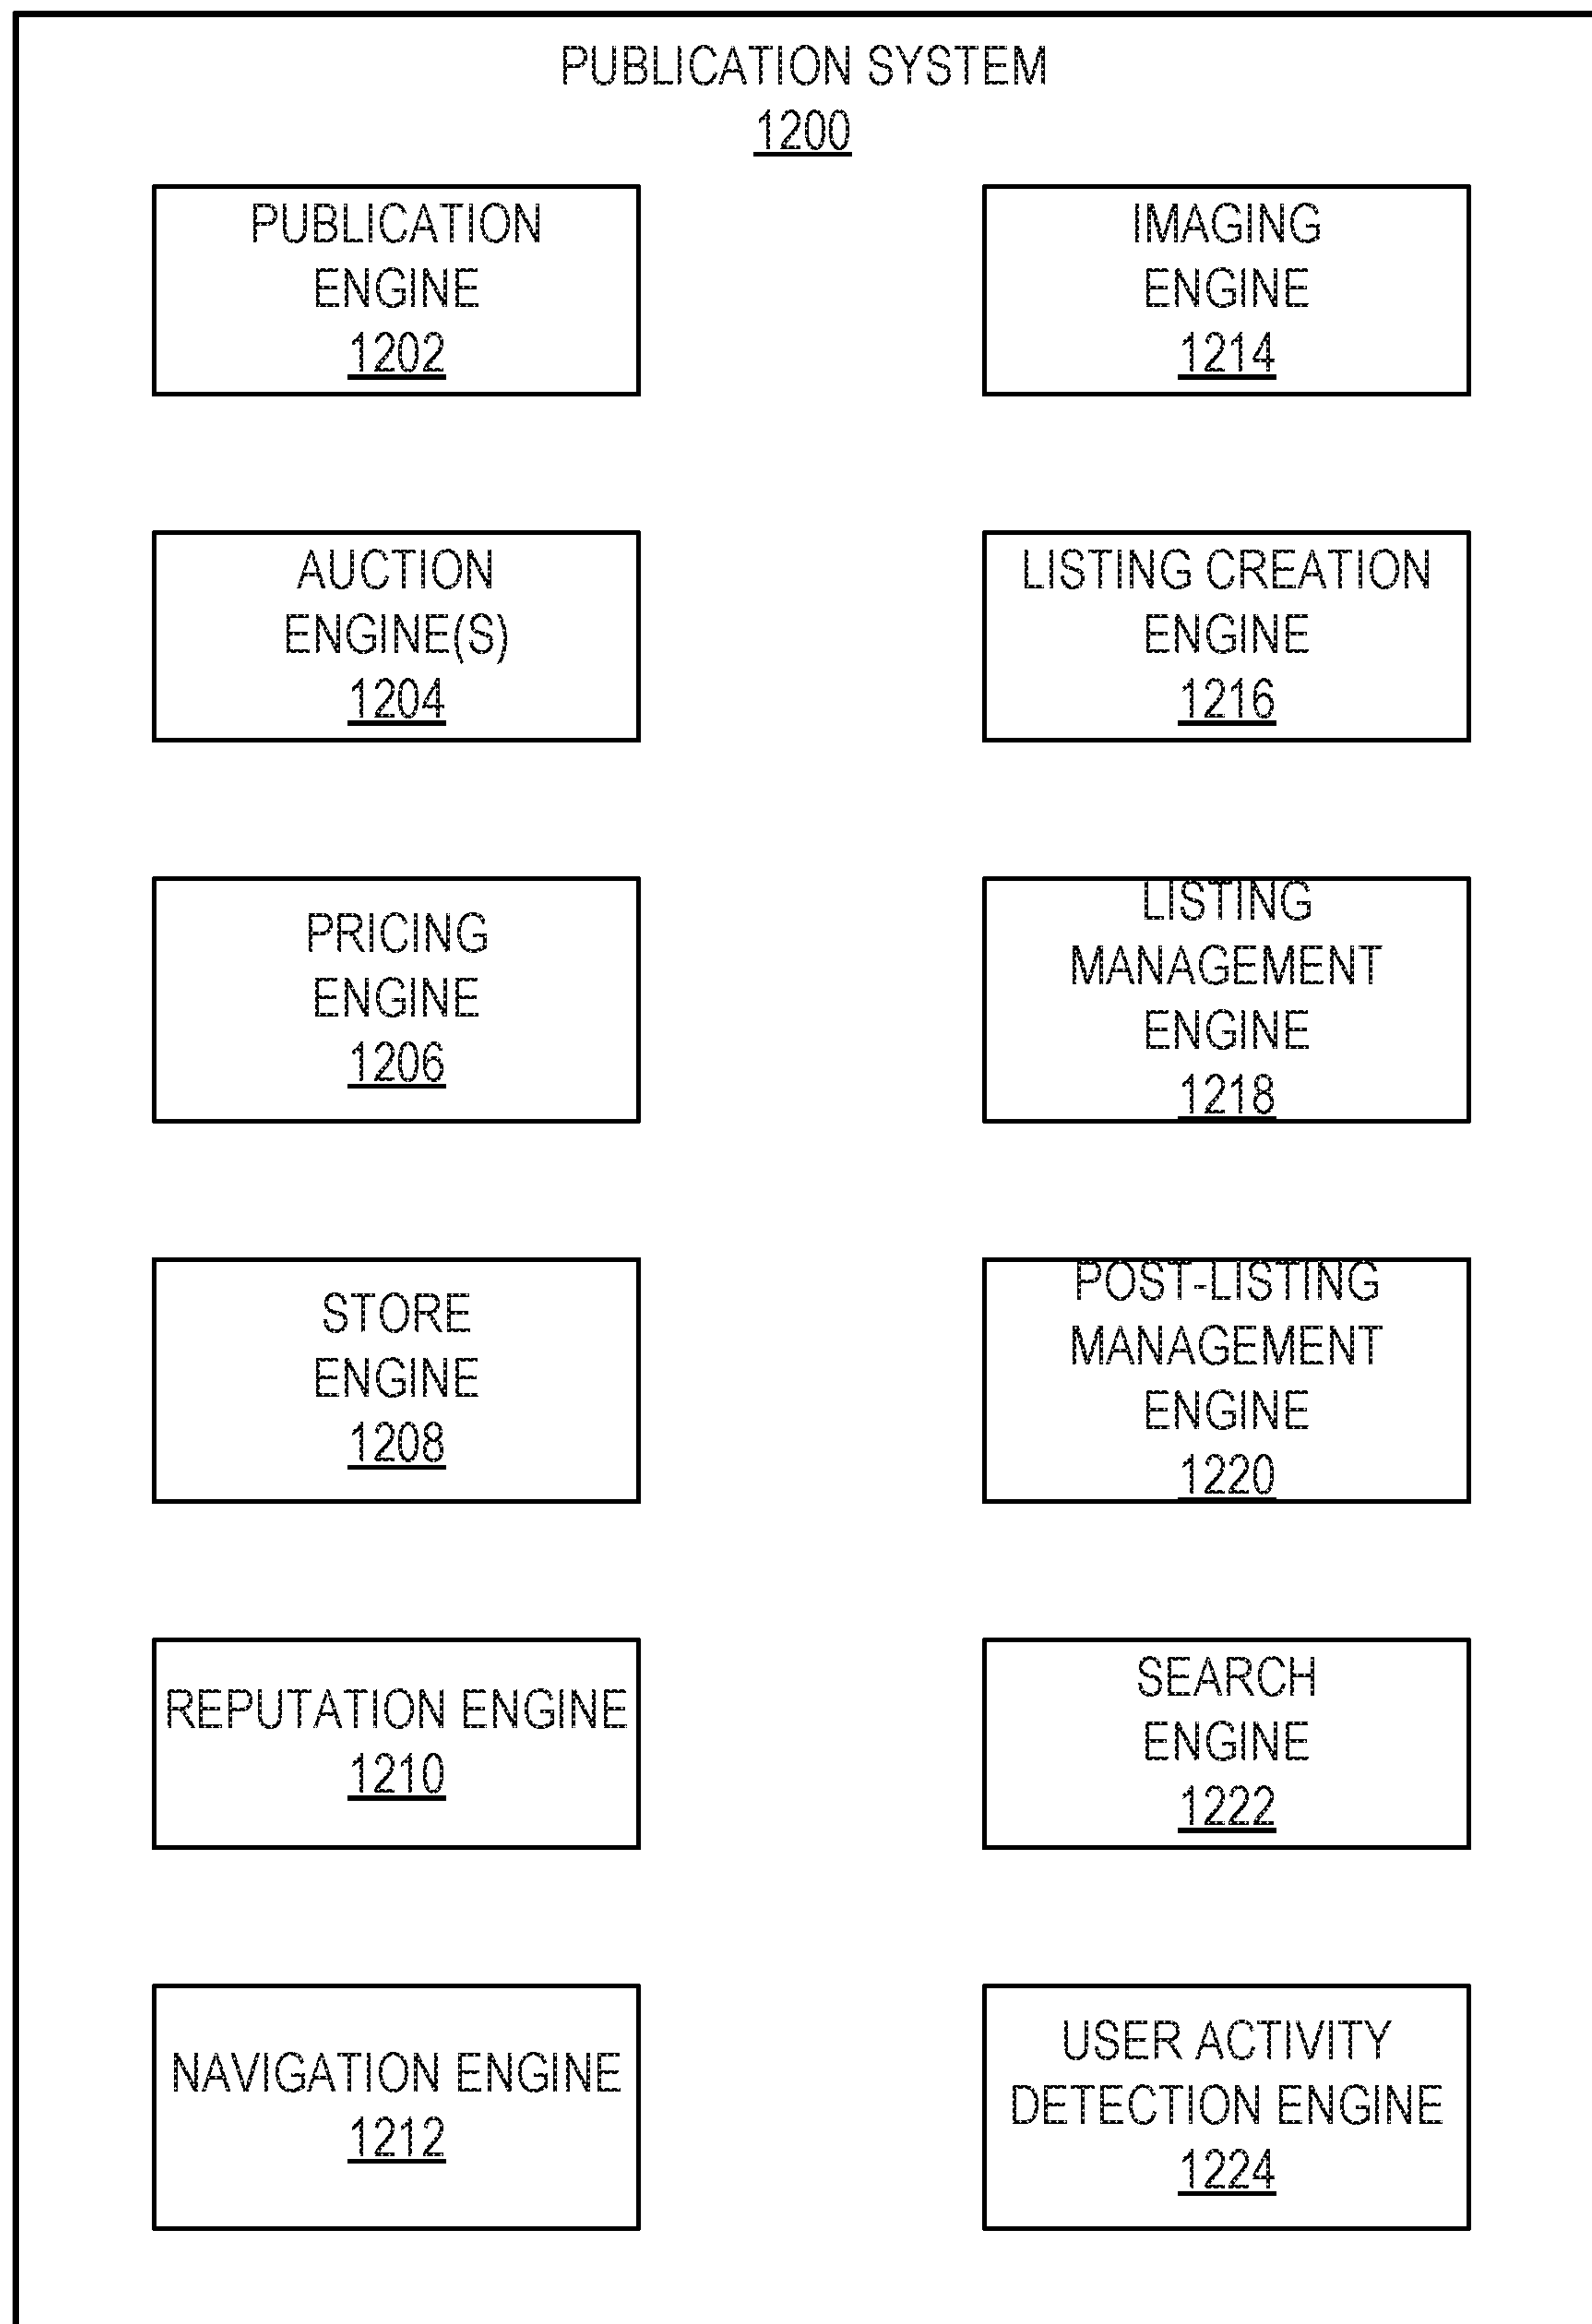 PUBLICATION SYSTEM
1200
PUBLICATION
ENGINE
1202
IMAGING
ENGINE
1214
AUCTION
ENGINE(S)
1204
LISTING CREATION
ENGINE
1216
PRICING
ENGINE
1206
LISTING
MANAGEMENT
ENGINE
1218
STORE
ENGINE
1208
POST-LISTING
MANAGEMENT
ENGINE
1220
REPUTATION ENGINE
1210
SEARCH
ENGINE
1222
NAVIGATION ENGINE
1212
USER ACTIVITY
DETECTION ENGINE
1224